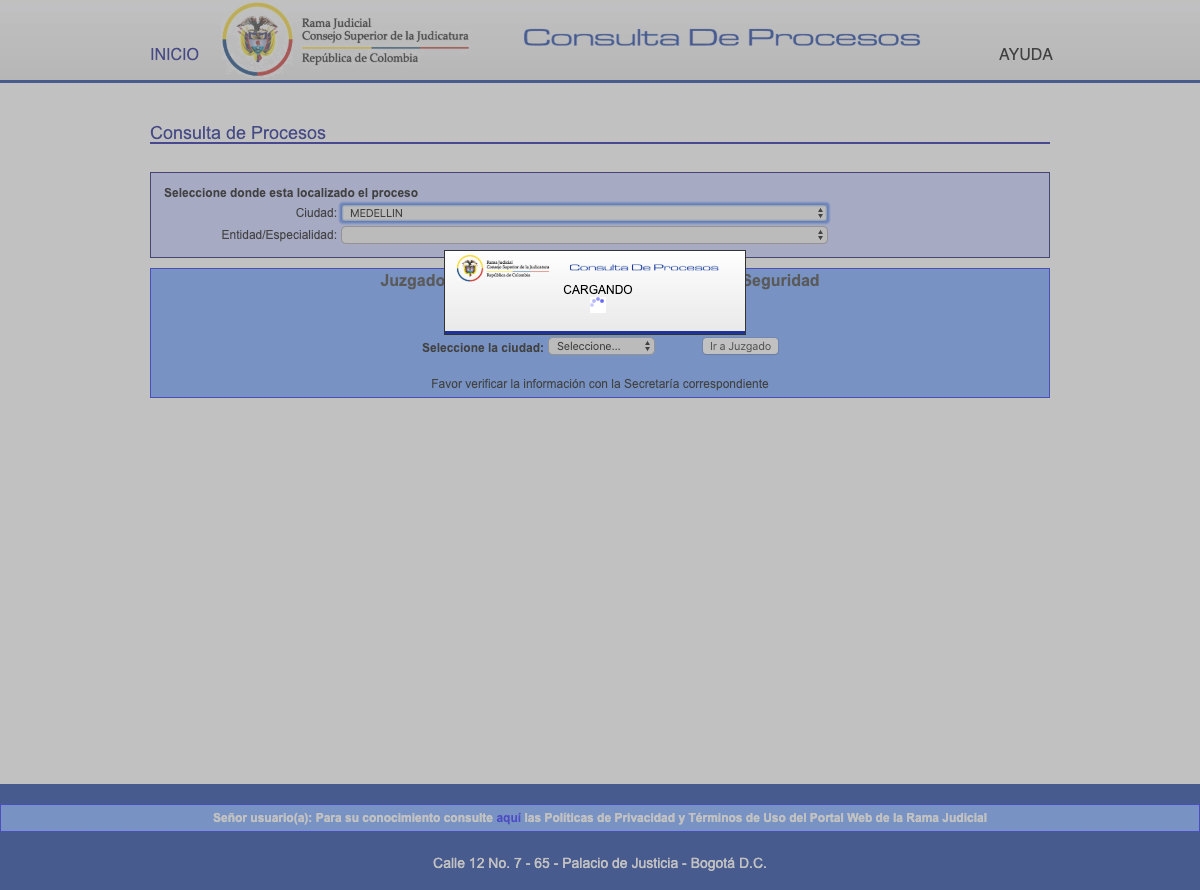 INICIO
Rama Judicial
Consejo Superior de la Judicatura
República de Colombia
Consulta De Procesos
AYUDA
Consulta de Procesos
Seleccione donde esta localizado el proceso
Ciudad: MEDELLIN
Entidad/Especialidad:
Rama Judicial
Consejo Superior de la Judicatura
República de Colombia
Consulta De Procesos
CARGANDO
Juzgado Seguridad
Seleccione la ciudad: Seleccione... Ir a Juzgado
Favor verificar la información con la Secretaría correspondiente
Señor usuario(a): Para su conocimiento consulte aquí las Politicas de Privacidad y Términos de Uso del Portal Web de la Rama Judicial
Calle 12 No. 7 - 65 - Palacio de Justicia - Bogotá D.C.